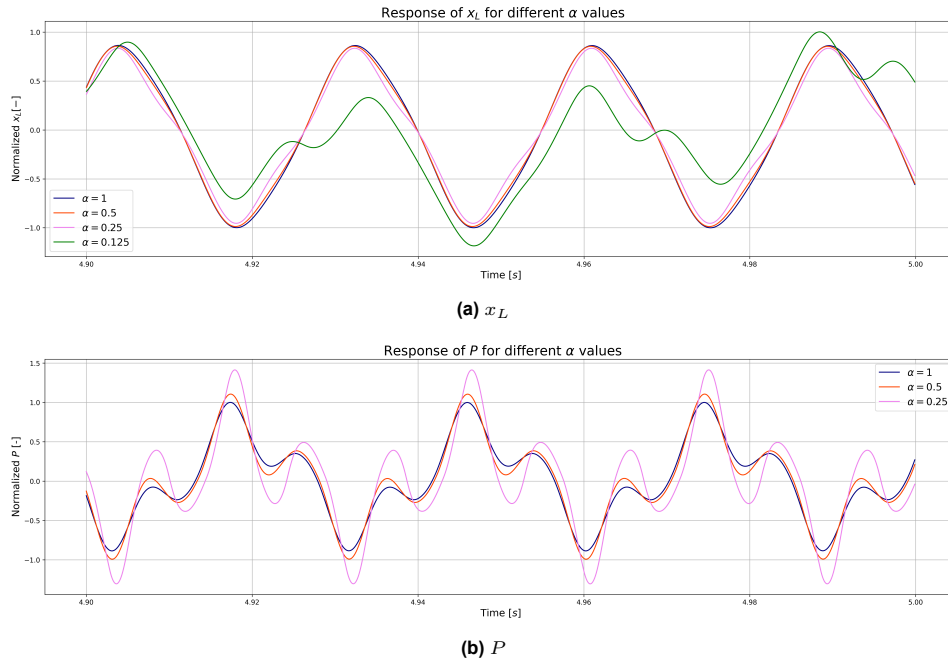 Response of x_L for different α values
Normalized x_L[−]
1.0
0.5
0.0
−0.5
−1.0
α = 1
α = 0.5
α = 0.25
α = 0.125
4.90 4.92 4.94 4.96 4.98 5.00
Time [s]
(a) x_L
Response of P for different α values
Normalized P [-]
1.5
1.0
0.5
0.0
−0.5
−1.0
α = 1
α = 0.5
α = 0.25
4.90 4.92 4.94 4.96 4.98 5.00
Time [s]
(b) P